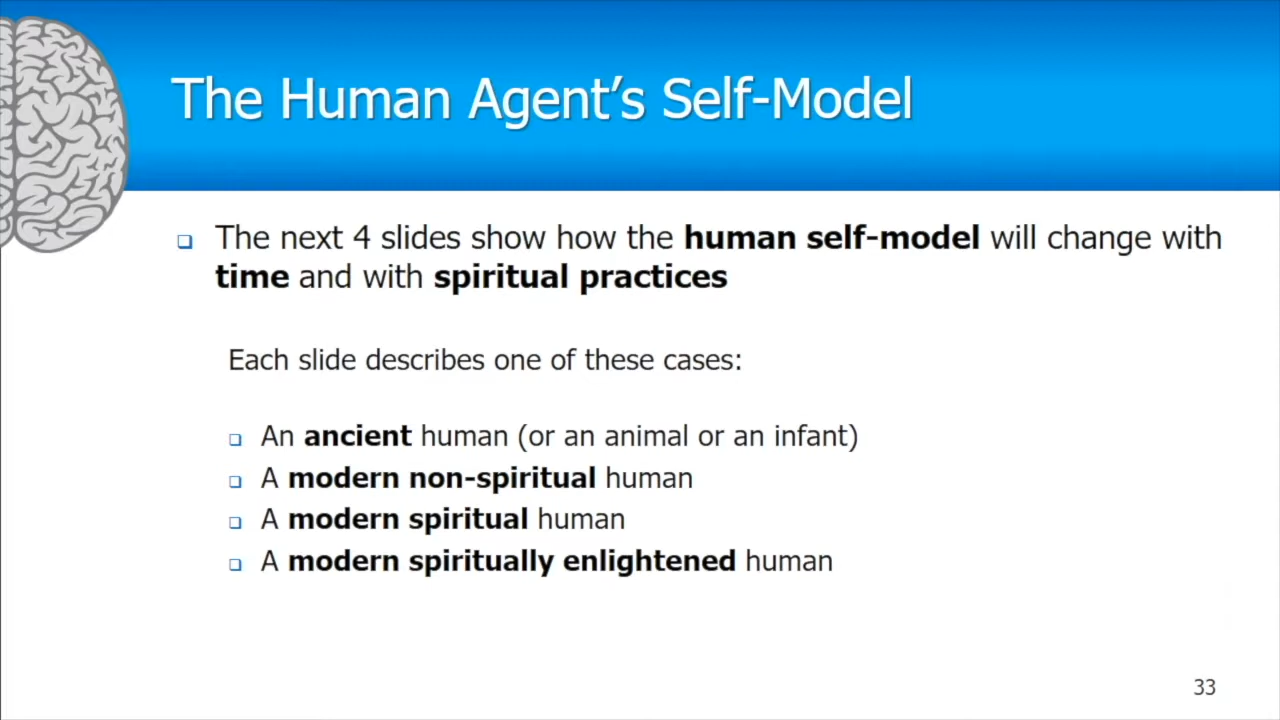 The Human Agent’s Self-Model
The next 4 slides show how the human self-model will change with
time and with spiritual practices
Each slide describes one of these cases:
An ancient human (or an animal or an infant)
A modern non-spiritual human
A modern spiritual human
A modern spiritually enlightened human
33